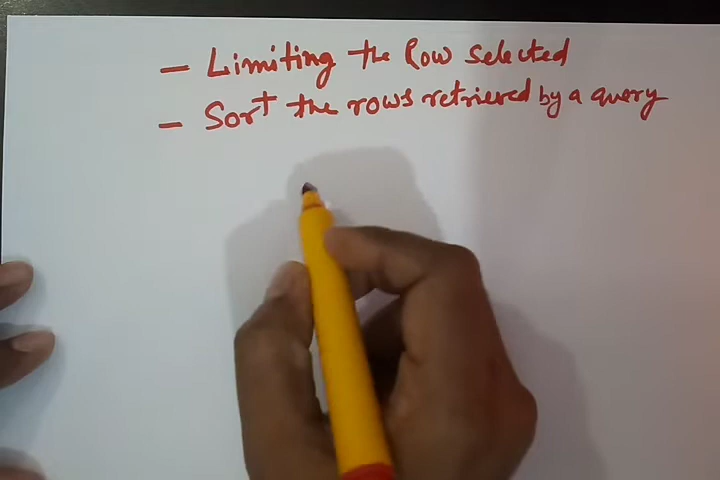 – Limiting the Row selected
– Sort the rows retrieved by a query